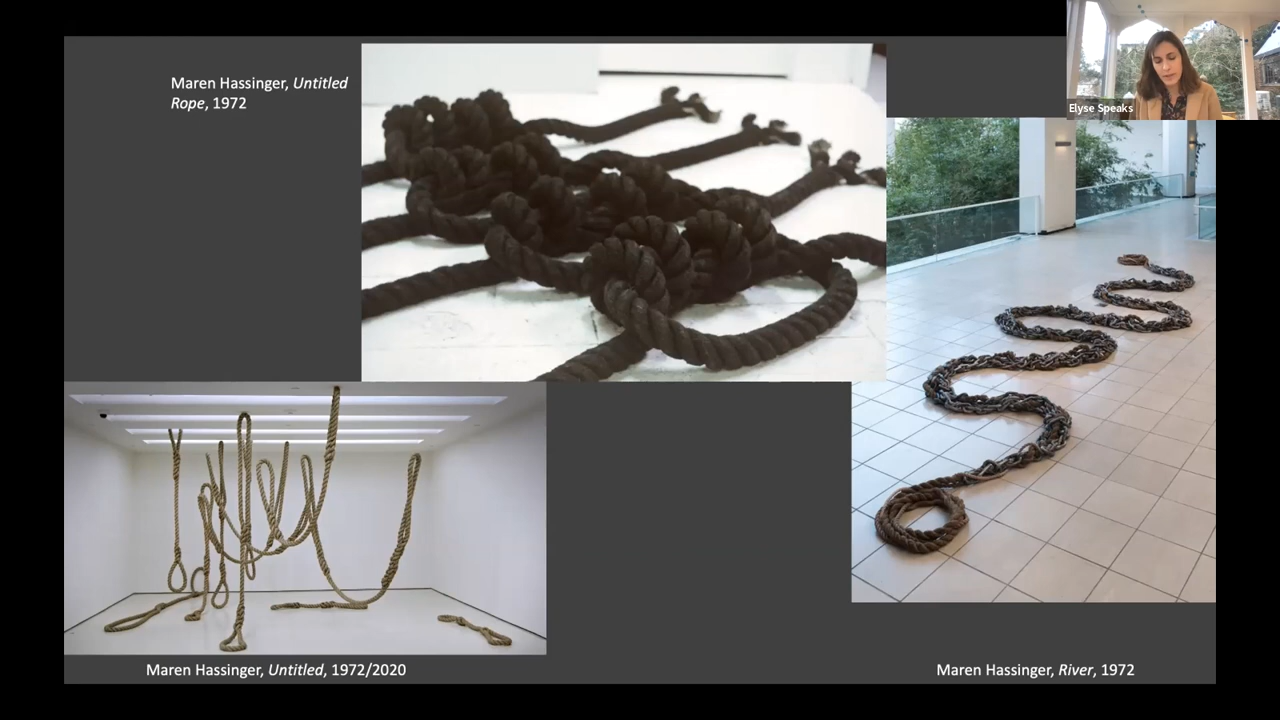 Maren Hassinger, Untitled
Rope, 1972
Elyse Speaks
Maren Hassinger, Untitled, 1972/2020
Maren Hassinger, River, 1972